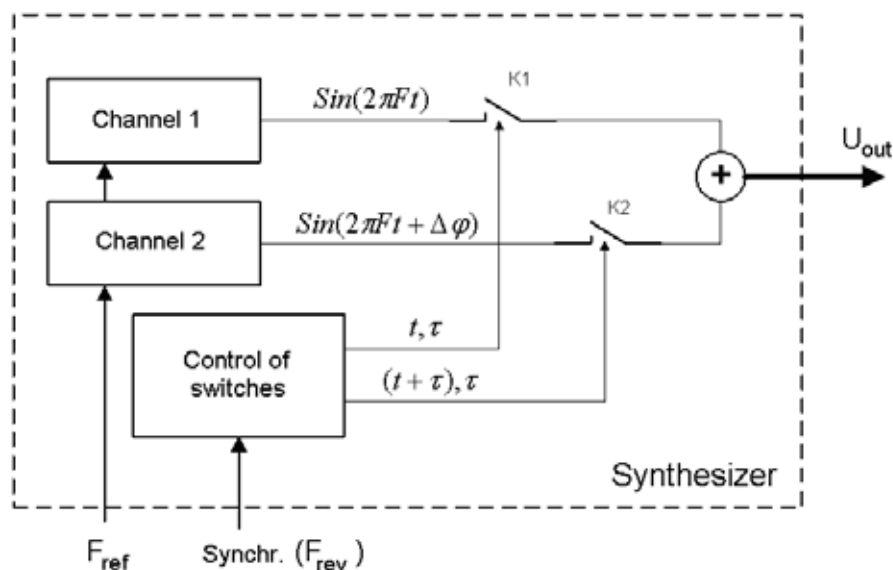 Channel 1
Sin(2πFt)
K1
U_out
+
Channel 2
Sin(2πFt + Δφ)
K2
Control of
switches
t, τ
(t + τ), τ
Synthesizer
F_ref
Synchr. (F_rev)